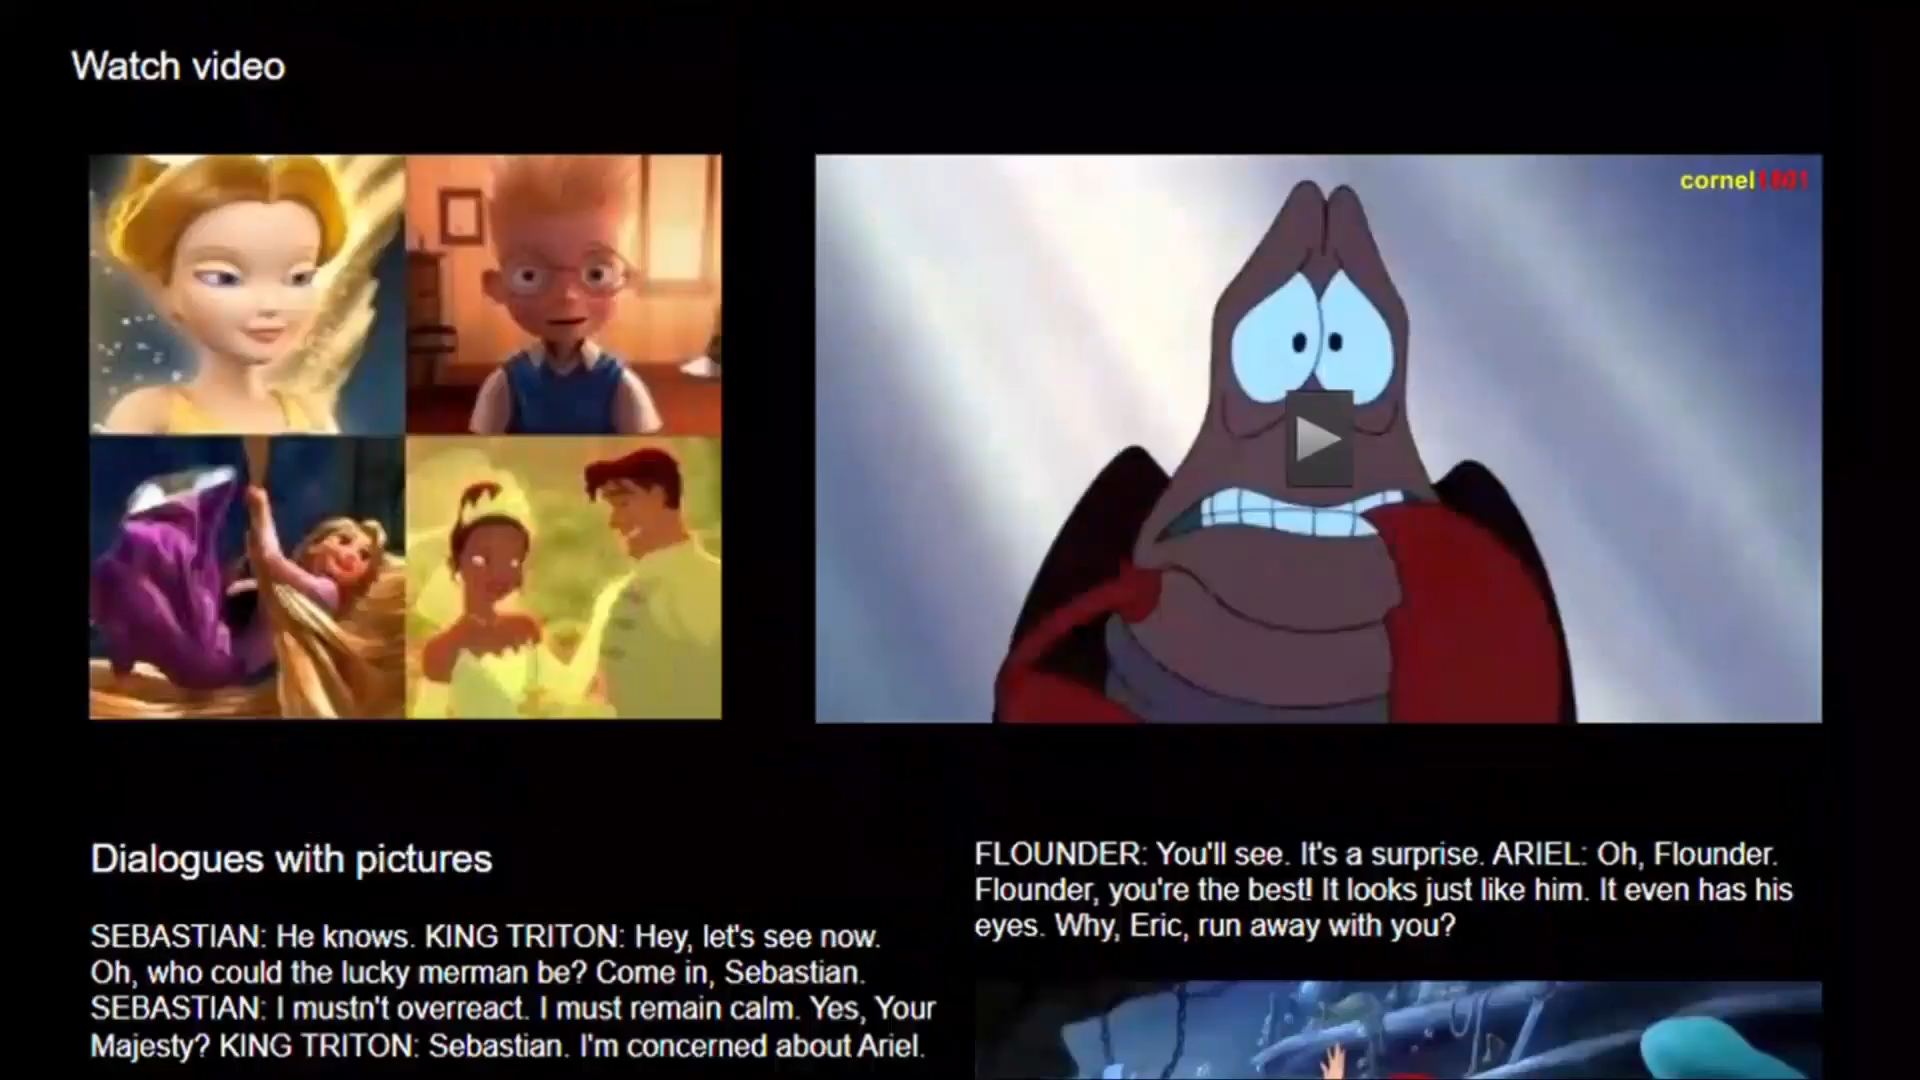 Watch video
cornel1801
Dialogues with pictures
SEBASTIAN: He knows. KING TRITON: Hey, let's see now.
Oh, who could the lucky merman be? Come in, Sebastian.
SEBASTIAN: I mustn't overreact. I must remain calm. Yes, Your
Majesty? KING TRITON: Sebastian. I'm concerned about Ariel.
FLOUNDER: You'll see. It's a surprise. ARIEL: Oh, Flounder.
Flounder, you're the best! It looks just like him. It even has his
eyes. Why, Eric, run away with you?